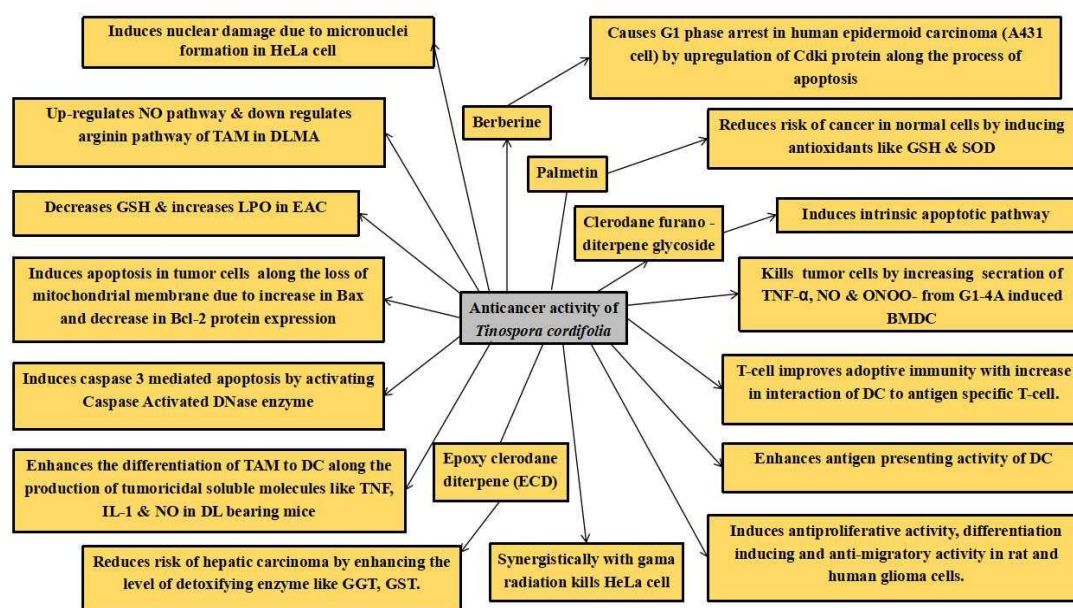 Induces nuclear damage due to micronuclei
formation in HeLa cell
Causes G1 phase arrest in human epidermoid carcinoma (A431
cell) by upregulation of Cdki protein along the process of
apoptosis
Up-regulates NO pathway & down regulates
arginin pathway of TAM in DLMA
Berberine
Reduces risk of cancer in normal cells by inducing
antioxidants like GSH & SOD
Palmetin
Decreases GSH & increases LPO in EAC
Clerodane furano -
diterpene glycoside
Induces intrinsic apoptotic pathway
Induces apoptosis in tumor cells along the loss of
mitochondrial membrane due to increase in Bax
and decrease in Bcl-2 protein expression
Anticancer activity of
Tinospora cordifolia
Kills tumor cells by increasing secration of
TNF-α, NO & ONOO- from G1-4A induced
BMDC
Induces caspase 3 mediated apoptosis by activating
Caspase Activated DNase enzyme
T-cell improves adoptive immunity with increase
in interaction of DC to antigen specific T-cell.
Enhances the differentiation of TAM to DC along the
production of tumoricidal soluble molecules like TNF,
IL-1 & NO in DL bearing mice
Epoxy clerodane
diterpene (ECD)
Enhances antigen presenting activity of DC
Reduces risk of hepatic carcinoma by enhancing the
level of detoxifying enzyme like GGT, GST.
Synergistically with gama
radiation kills HeLa cell
Induces antiproliferative activity, differentiation
inducing and anti-migratory activity in rat and
human glioma cells.